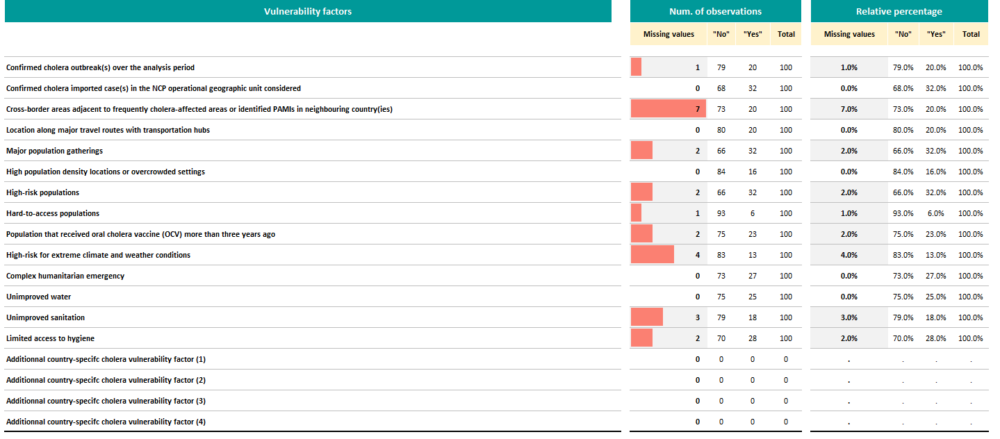 Vulnerability factors Num. of observations Relative percentage
Missing values "No" "Yes" Total Missing values "No" "Yes" Total
Confirmed cholera outbreak(s) over the analysis period 1 79 20 100 1.0% 79.0% 20.0% 100.0%
Confirmed cholera imported case(s) in the NCP operational geographic unit considered 0 68 32 100 0.0% 68.0% 32.0% 100.0%
Cross-border areas adjacent to frequently cholera-affected areas or identified PAMIs in neighbouring country(ies) 7 73 20 100 7.0% 73.0% 20.0% 100.0%
Location along major travel routes with transportation hubs 0 80 20 100 0.0% 80.0% 20.0% 100.0%
Major population gatherings 2 66 32 100 2.0% 66.0% 32.0% 100.0%
High population density locations or overcrowded settings 0 84 16 100 0.0% 84.0% 16.0% 100.0%
High-risk populations 2 66 32 100 2.0% 66.0% 32.0% 100.0%
Hard-to-access populations 1 93 6 100 1.0% 93.0% 6.0% 100.0%
Population that received oral cholera vaccine (OCV) more than three years ago 2 75 23 100 2.0% 75.0% 23.0% 100.0%
High-risk for extreme climate and weather conditions 4 83 13 100 4.0% 83.0% 13.0% 100.0%
Complex humanitarian emergency 0 73 27 100 0.0% 73.0% 27.0% 100.0%
Unimproved water 0 75 25 100 0.0% 75.0% 25.0% 100.0%
Unimproved sanitation 3 79 18 100 3.0% 79.0% 18.0% 100.0%
Limited access to hygiene 2 70 28 100 2.0% 70.0% 28.0% 100.0%
Additionnal country-specifc cholera vulnerability factor (1) 0 0 0 0 . . . .
Additionnal country-specifc cholera vulnerability factor (2) 0 0 0 0 . . . .
Additionnal country-specifc cholera vulnerability factor (3) 0 0 0 0 . . . .
Additionnal country-specifc cholera vulnerability factor (4) 0 0 0 0 . . . .